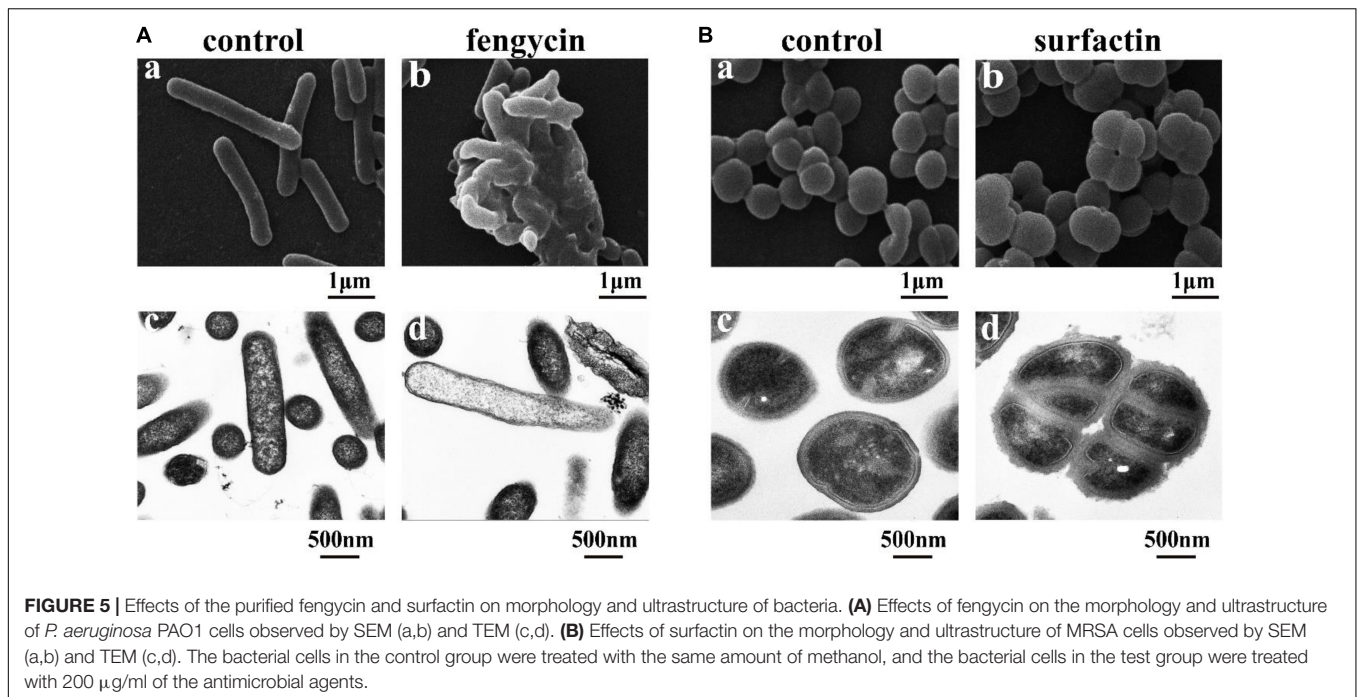 A control fengycin B control surfactin
a b a b
1μm 1μm 1μm 1μm
c d c d
500nm 500nm 500nm 500nm
FIGURE 5 | Effects of the purified fengycin and surfactin on morphology and ultrastructure of bacteria. (A) Effects of fengycin on the morphology and ultrastructure
of P. aeruginosa PAO1 cells observed by SEM (a,b) and TEM (c,d). (B) Effects of surfactin on the morphology and ultrastructure of MRSA cells observed by SEM
(a,b) and TEM (c,d). The bacterial cells in the control group were treated with the same amount of methanol, and the bacterial cells in the test group were treated
with 200 μg/ml of the antimicrobial agents.